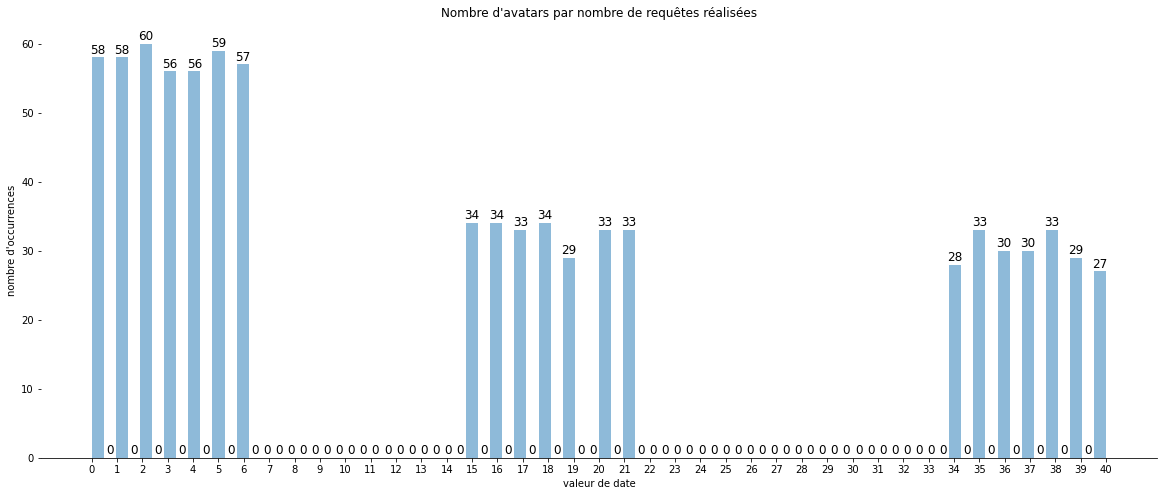 Nombre d'avatars par nombre de requêtes réalisées
nombre d'occurrences
60
50
40
30
20
10
0
58 58 60 56 56 59 57 34 34 33 34 29 33 33 28 33 30 30 33 29 27
0 0 0 0 0 0 0 0 0 0 0 0 0 0 0 0 0 0 0 0 0 0 0 0 0 0 0 0 0 0 0 0 0 0 0 0 0 0 0 0 0 0 0 0 0 0 0 0 0 0 0 0 0 0 0 0 0 0 0 0 0 0 0
0 1 2 3 4 5 6 7 8 9 10 11 12 13 14 15 16 17 18 19 20 21 22 23 24 25 26 27 28 29 30 31 32 33 34 35 36 37 38 39 40
valeur de date